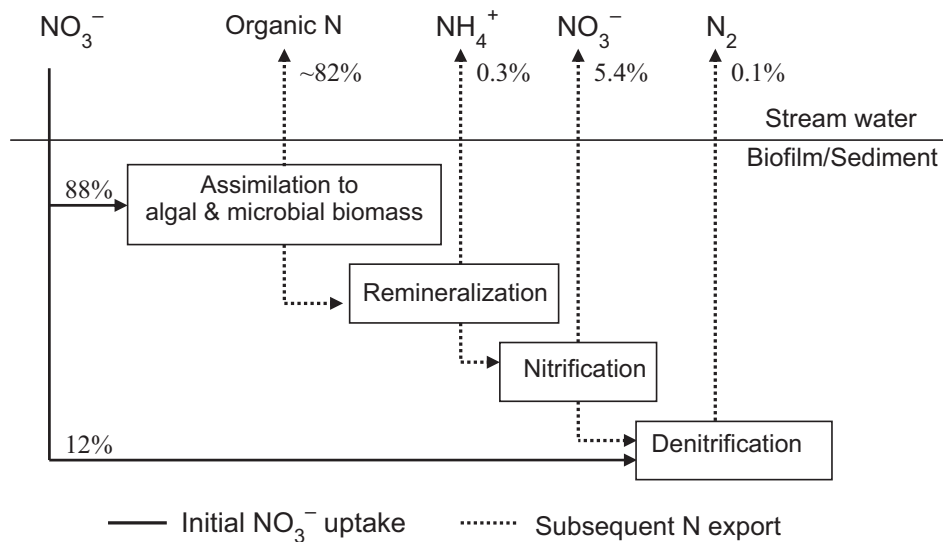 NO₃⁻ Organic N NH₄⁺ NO₃⁻ N₂
~82% 0.3% 5.4% 0.1%
Stream water
Biofilm/Sediment
88%
Assimilation to
algal & microbial biomass
Remineralization
Nitrification
12%
Denitrification
Initial NO₃⁻ uptake Subsequent N export